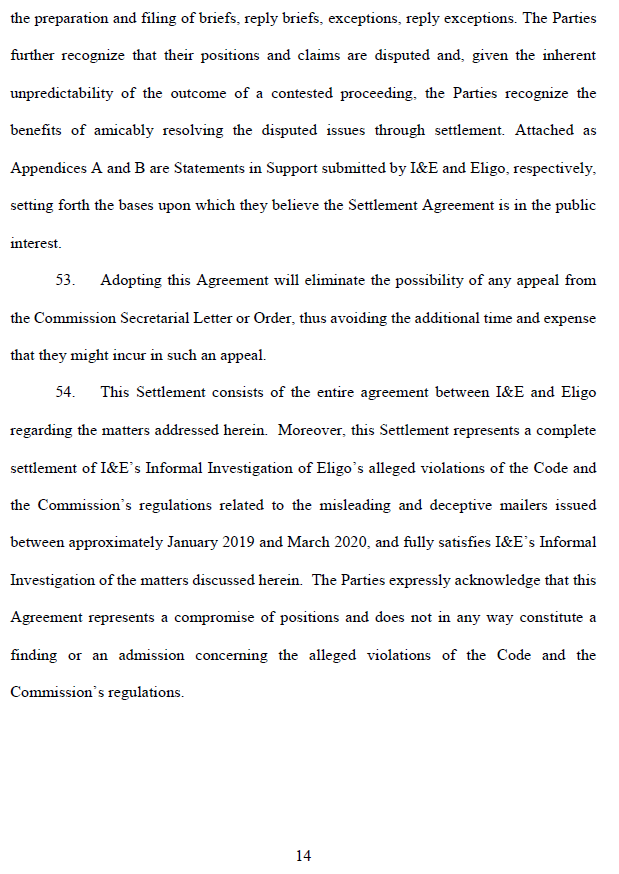 the preparation and filing of briefs, reply briefs, exceptions, reply exceptions. The Parties
further recognize that their positions and claims are disputed and, given the inherent
unpredictability of the outcome of a contested proceeding, the Parties recognize the
benefits of amicably resolving the disputed issues through settlement. Attached as
Appendices A and B are Statements in Support submitted by I&E and Eligo, respectively,
setting forth the bases upon which they believe the Settlement Agreement is in the public
interest.
53. Adopting this Agreement will eliminate the possibility of any appeal from
the Commission Secretarial Letter or Order, thus avoiding the additional time and expense
that they might incur in such an appeal.
54. This Settlement consists of the entire agreement between I&E and Eligo
regarding the matters addressed herein. Moreover, this Settlement represents a complete
settlement of I&E's Informal Investigation of Eligo's alleged violations of the Code and
the Commission's regulations related to the misleading and deceptive mailers issued
between approximately January 2019 and March 2020, and fully satisfies I&E's Informal
Investigation of the matters discussed herein. The Parties expressly acknowledge that this
Agreement represents a compromise of positions and does not in any way constitute a
finding or an admission concerning the alleged violations of the Code and the
Commission's regulations.
14